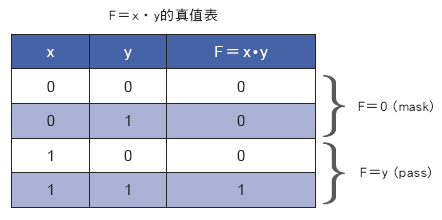 F＝x・y的真值表
x y F＝x•y
0 0 0
0 1 0
F＝0 (mask)
1 0 0
1 1 1
F＝y (pass)